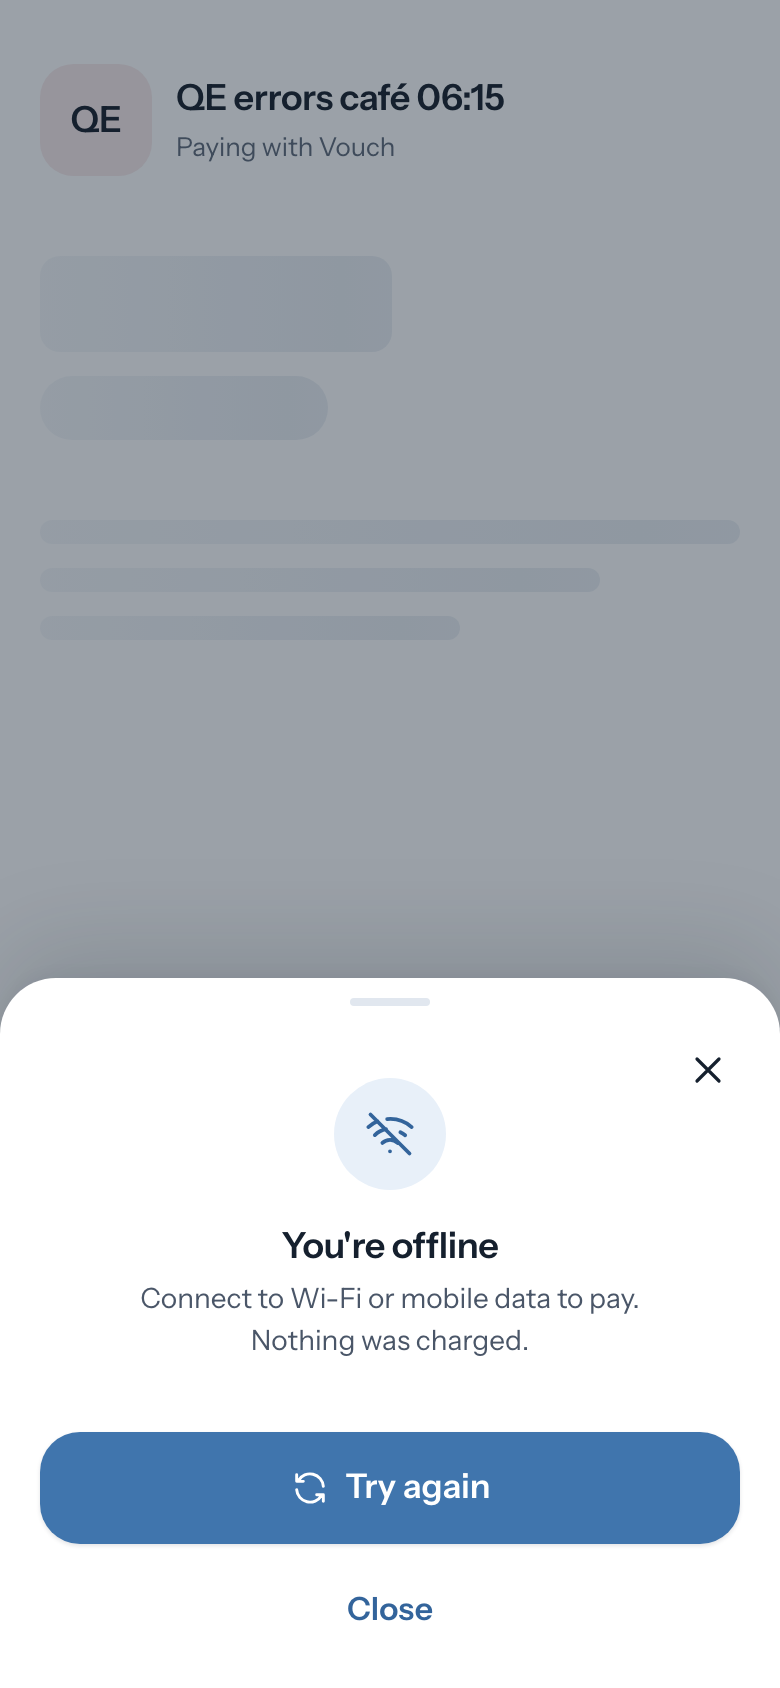 QE
QE errors café 06:15
Paying with Vouch
You're offline
Connect to Wi-Fi or mobile data to pay.
Nothing was charged.
Try again
Close